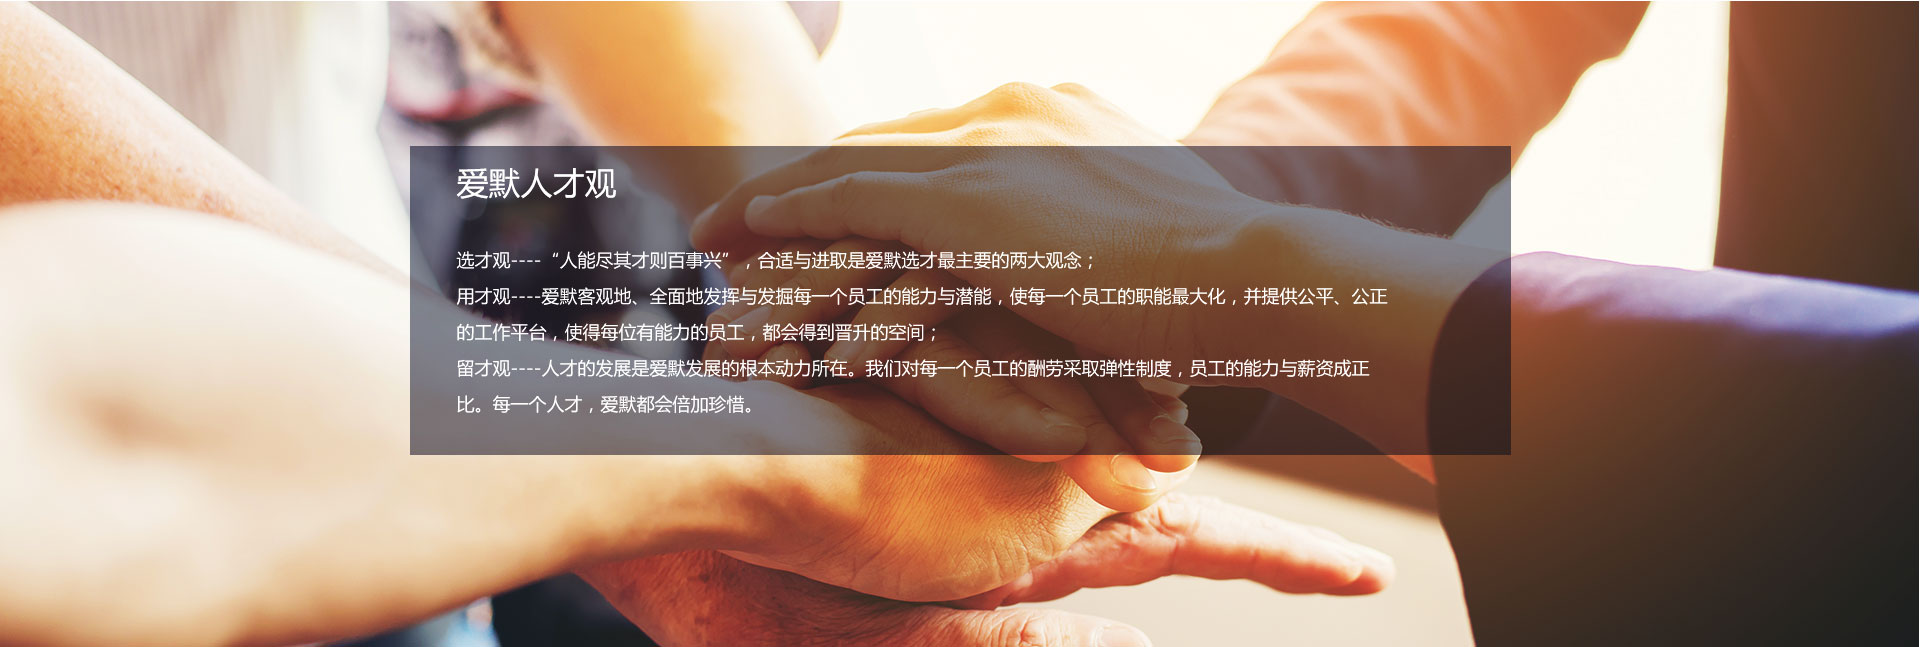 爱默人才观
选才观----“人能尽其才则百事兴”，合适与进取是爱默选才最主要的两大观念；
用才观----爱默客观地、全面地发挥与发掘每一个员工的能力与潜能，使每一个员工的职能最大化，并提供公平、公正
的工作平台，使得每位有能力的员工，都会得到晋升的空间；
留才观----人才的发展是爱默发展的根本动力所在。我们对每一个员工的酬劳采取弹性制度，员工的能力与薪资成正
比。每一个人才，爱默都会倍加珍惜。